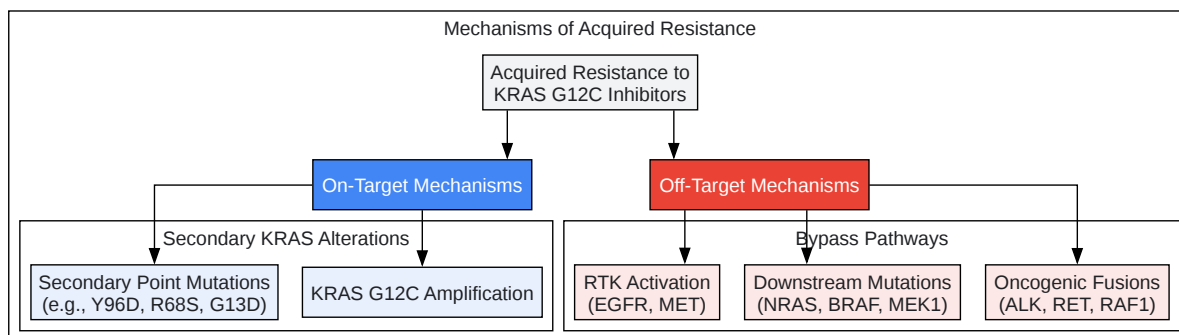 Mechanisms of Acquired Resistance
Acquired Resistance to
KRAS G12C Inhibitors
On-Target Mechanisms
Off-Target Mechanisms
Secondary KRAS Alterations
Bypass Pathways
Secondary Point Mutations
(e.g., Y96D, R68S, G13D)
KRAS G12C Amplification
RTK Activation
(EGFR, MET)
Downstream Mutations
(NRAS, BRAF, MEK1)
Oncogenic Fusions
(ALK, RET, RAF1)